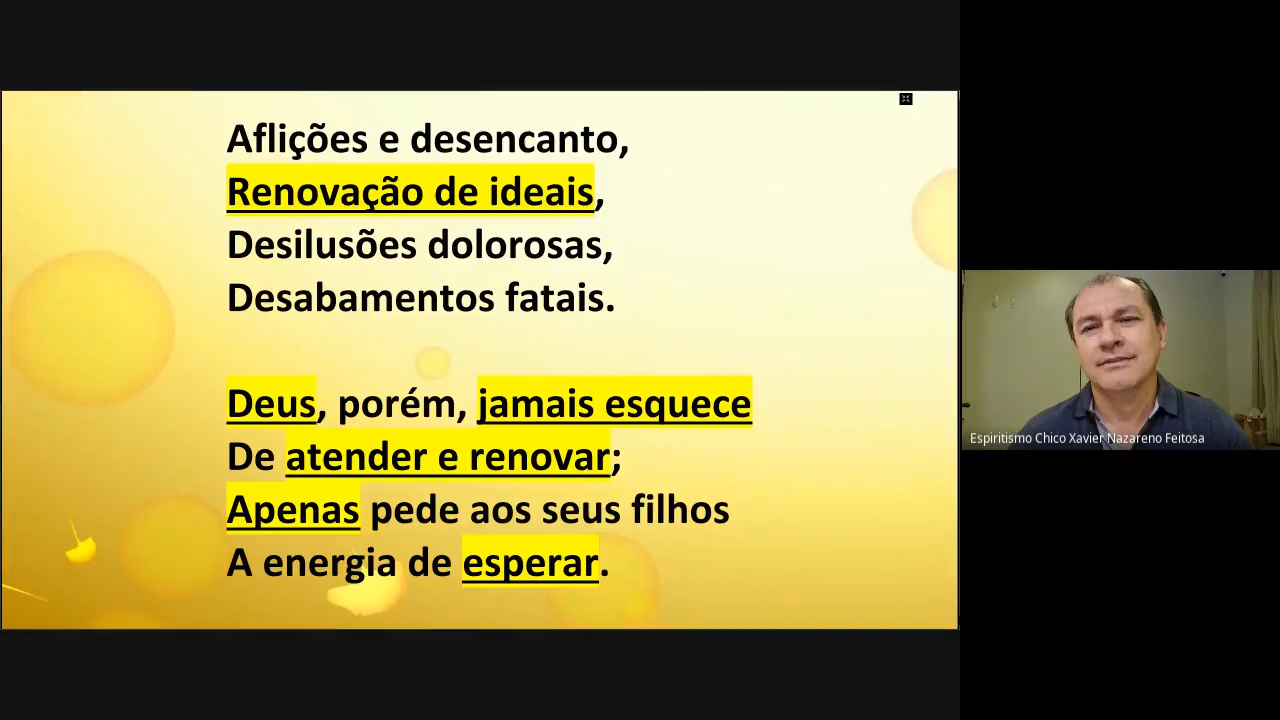 Aflições e desencanto,
Renovação de ideais,
Desilusões dolorosas,
Desabamentos fatais.
Deus, porém, jamais esquece
De atender e renovar;
Apenas pede aos seus filhos
A energia de esperar.
Espiritismo Chico Xavier Nazareno Feitosa